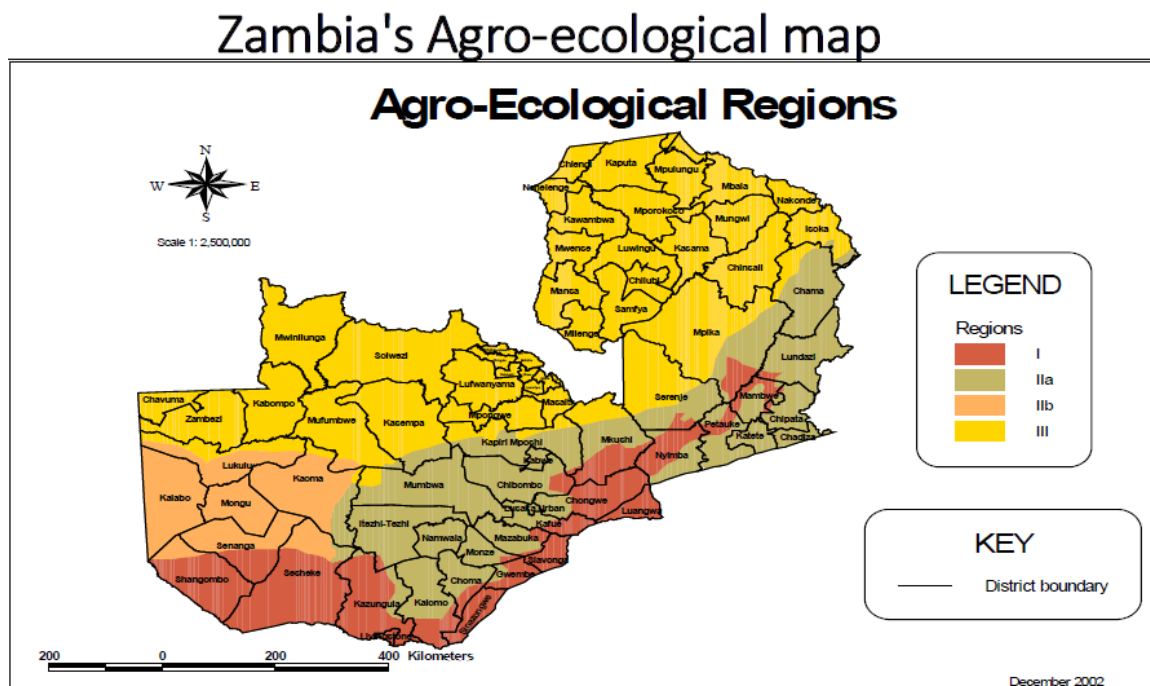 Zambia's Agro-ecological map
Agro-Ecological Regions
N
W E
S
Scale 1: 2,500,000
Chiengi
Kaputa
Mpulungu
Mbala
Nakonde
Isoka
Kawambwa
Mporokoso
Mungwi
Mwense
Luwingu
Kasama
Chinsali
Chilubi
Mansa
Samfya
Chama
Milenge
Mpika
Lundazi
Mwinilunga
Solwezi
Lufwanyama
Serenje
Mambwe
Chavuma
Kabompo
Masaiti
Zambezi
Mufumbwe
Kasempa
Mpongwe
Petauke
Chipata
Katete
Chadiza
Kapiri Mposhi
Mkushi
Nyimba
Lukulu
Kaoma
Kabwe
Kalabo
Mongu
Mumbwa
Chibombo
Chongwe
Luangwa
Lusaka Urban
Itezhi-Tezhi
Kafue
Senanga
Namwala
Mazabuka
Monze
Siavonga
Shangombo
Secheke
Choma
Gwembe
Kazungula
Kalomo
Sinazongwe
Livingstone
200 0 200 400 Kilometers
LEGEND
Regions
I
IIa
IIb
III
KEY
District boundary
December 2002